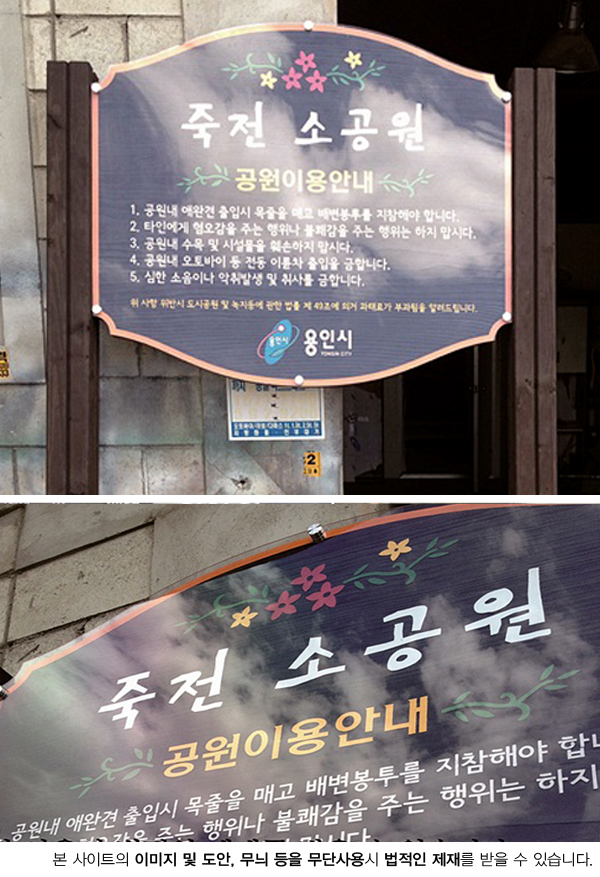 죽전 소공원
공원이용안내
1. 공원내 애완견 출입시 목줄을 매고 배변봉투를 지참해야 합니다.
2. 타인에게 혐오감을 주는 행위나 불쾌감을 주는 행위는 하지 맙시다.
3. 공원내 수목 및 시설물을 훼손하지 맙시다.
4. 공원내 오토바이 등 전동 이륜차 출입을 금합니다.
5. 심한 소음이나 악취발생 및 취사를 금합니다.
위 사항 위반시 도시공원 및 녹지등에 관한 법률 제 49조에 의거 과태료가 부과됨을 알려드립니다.
용인시 용인시
YONGIN CITY
2
죽전 소공원
공원이용안내
공원내 애완견 출입시 목줄을 매고 배변봉투를 지참해야 합니
주는 행위나 불쾌감을 주는 행위는 하지
본 사이트의 이미지 및 도안, 무늬 등을 무단사용시 법적인 제재를 받을 수 있습니다.